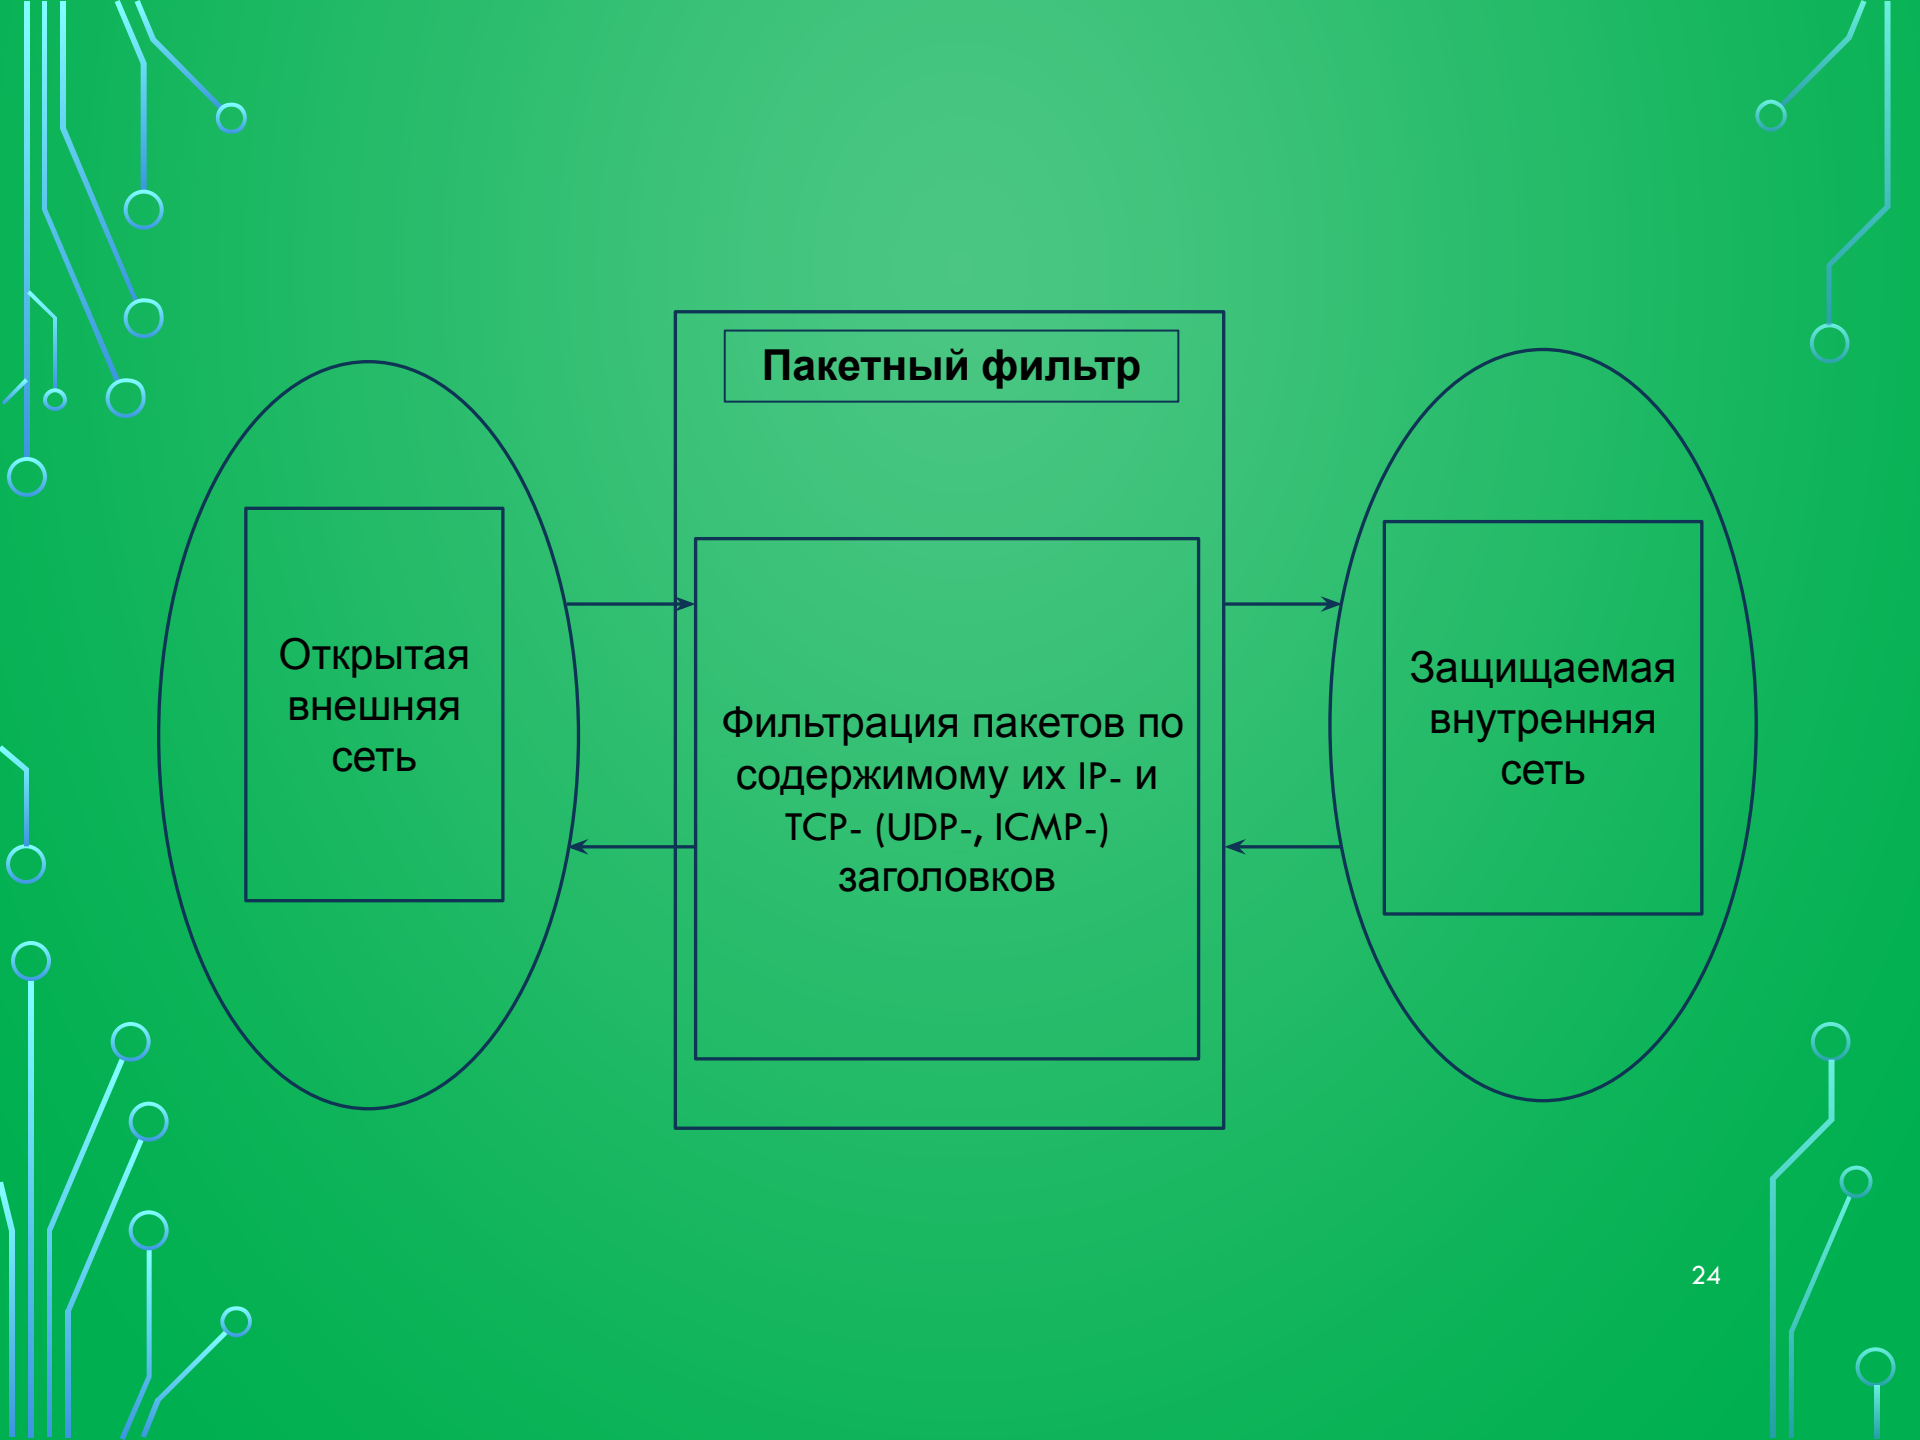 Пакетный фильтр
Открытая
внешняя
сеть
Фильтрация пакетов по
содержимому их IP- и
TCP- (UDP-, ICMP-)
заголовков
Защищаемая
внутренняя
сеть
24